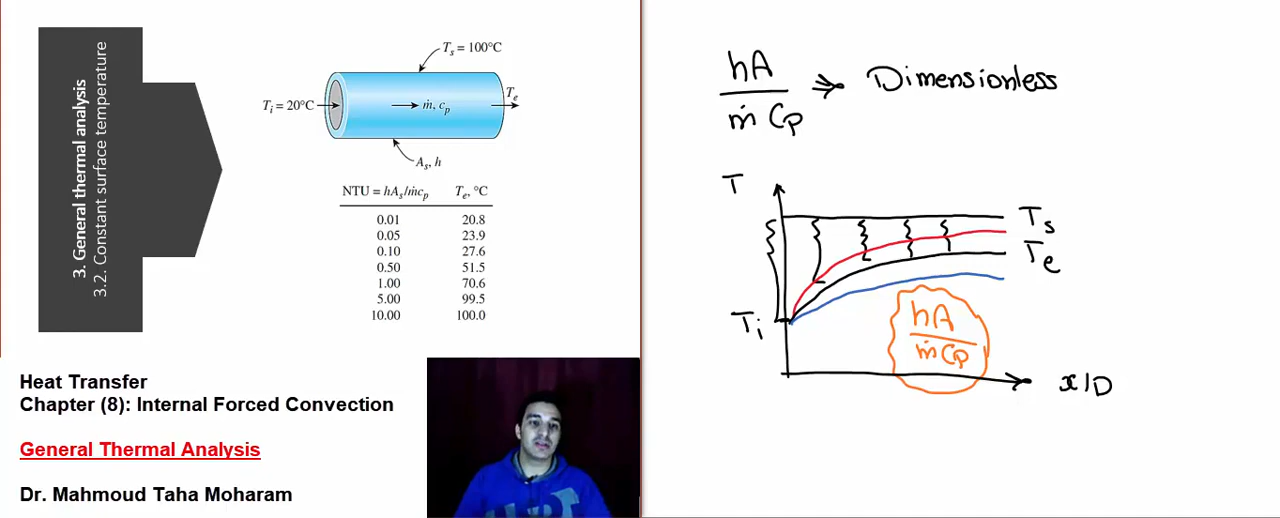 3. General thermal analysis
3.2. Constant surface temperature
Ts = 100°C
Ti = 20°C
ṁ, cp
Te
As, h
NTU = hAs/ṁcp Te, °C
0.01 20.8
0.05 23.9
0.10 27.6
0.50 51.5
1.00 70.6
5.00 99.5
10.00 100.0
Heat Transfer
Chapter (8): Internal Forced Convection
General Thermal Analysis
Dr. Mahmoud Taha Moharam
hA
ṁ Cp
⇒ Dimensionless
T
Ts
Te
Ti
hA
ṁ Cp
x/D